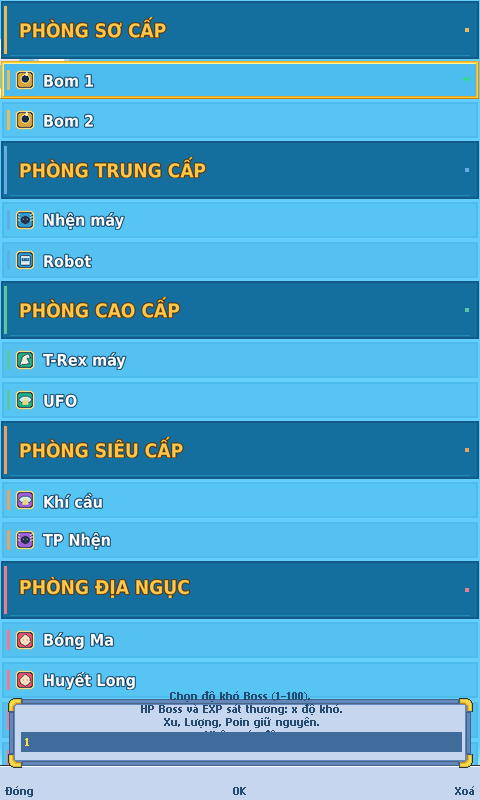 PHÒNG SƠ CẤP
Bom 1
Bom 2
PHÒNG TRUNG CẤP
Nhện máy
Robot
PHÒNG CAO CẤP
T-Rex máy
UFO
PHÒNG SIÊU CẤP
Khí cầu
TP Nhện
PHÒNG ĐỊA NGỤC
Bóng Ma
Huyết Long
Chọn độ khó Boss (1-100).
HP Boss và EXP sát thương: x độ khó.
Xu, Lượng, Poin giữ nguyên.
1
Đóng
OK
Xoá